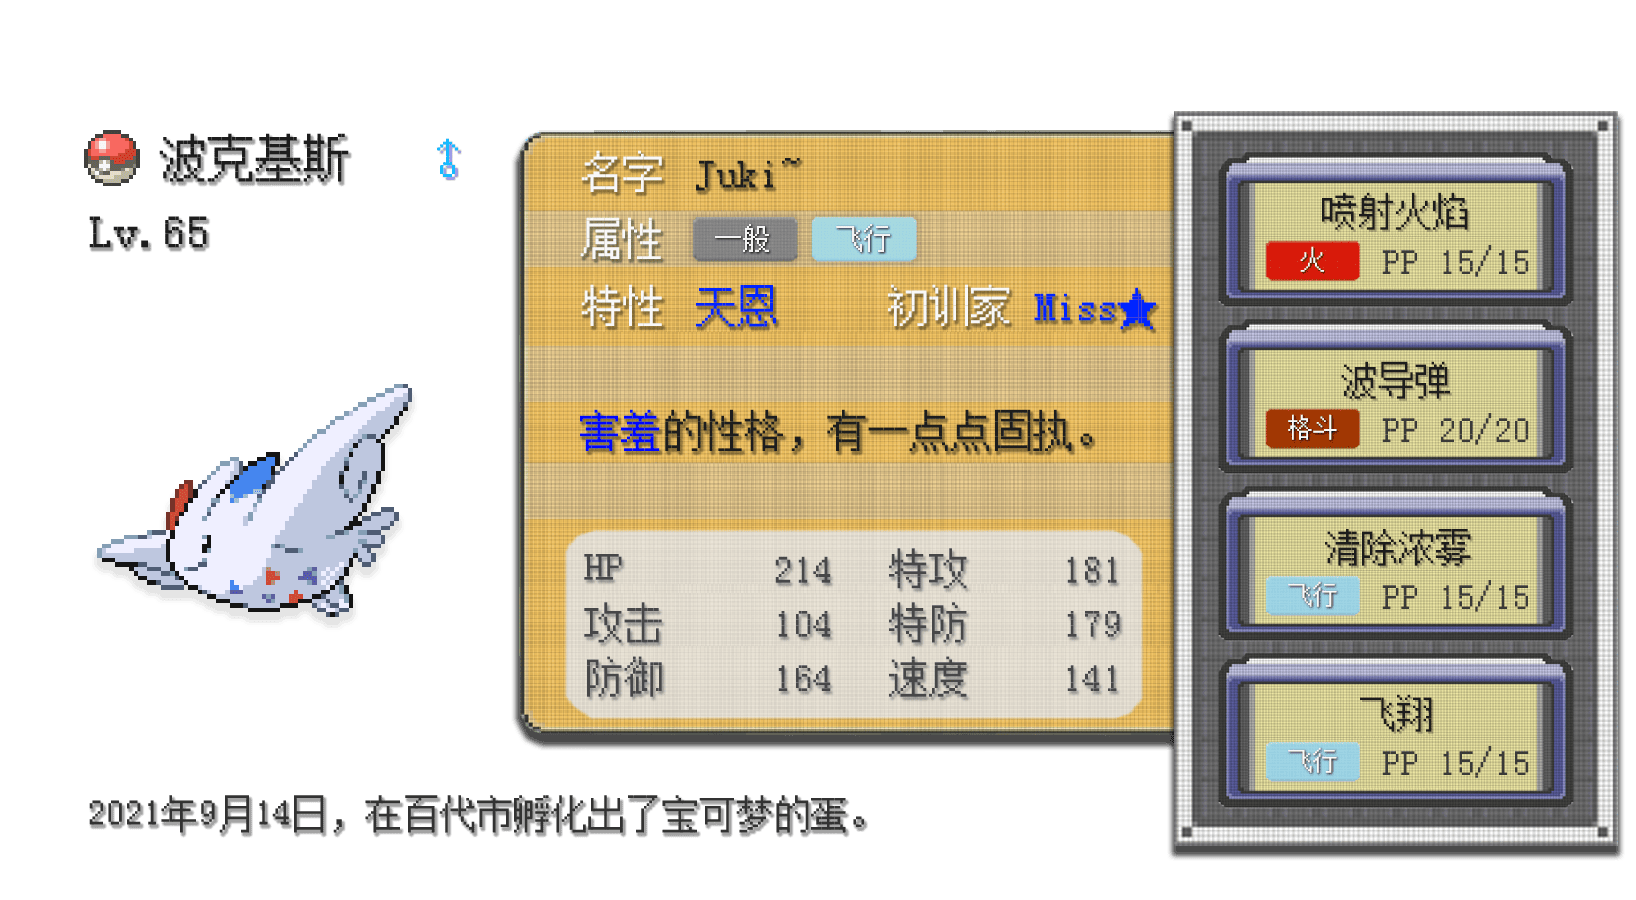 波克基斯
Lv.65
名字 Juki~
属性 一般 飞行
特性 天恩 初训家 Miss★
害羞的性格，有一点点固执。
HP 214 特攻 181
攻击 104 特防 179
防御 164 速度 141
喷射火焰
火 PP 15/15
波导弹
格斗 PP 20/20
清除浓雾
飞行 PP 15/15
飞翔
飞行 PP 15/15
2021年9月14日，在百代市孵化出了宝可梦的蛋。